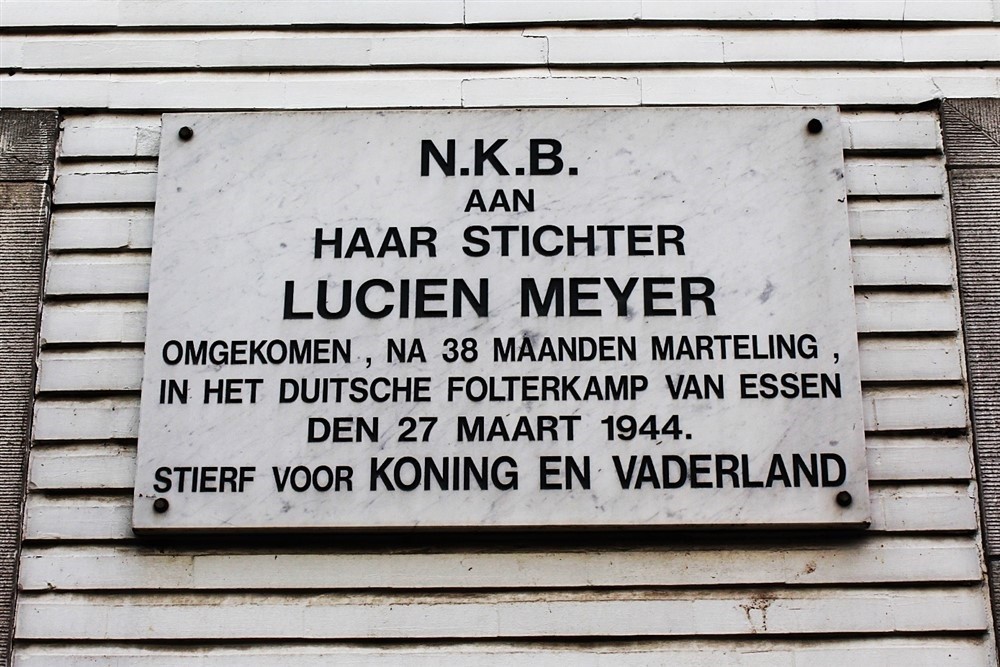 N.K.B.
AAN
HAAR STICHTER
LUCIEN MEYER
OMGEKOMEN , NA 38 MAANDEN MARTELING ,
IN HET DUITSCHE FOLTERKAMP VAN ESSEN
DEN 27 MAART 1944.
STIERF VOOR KONING EN VADERLAND